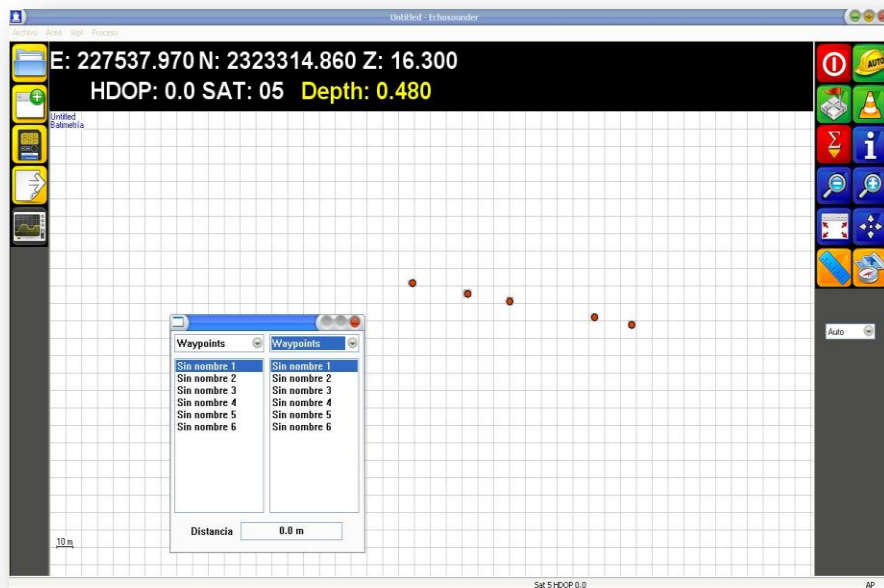 Untitled - Echosounder
Archivo Área Wpt Proceso
E: 227537.970 N: 2323314.860 Z: 16.300
HDOP: 0.0 SAT: 05 Depth: 0.480
AUTO
Untitled
Batimetría
Σ
i
Auto
Waypoints Waypoints
Sin nombre 1 Sin nombre 1
Sin nombre 2 Sin nombre 2
Sin nombre 3 Sin nombre 3
Sin nombre 4 Sin nombre 4
Sin nombre 5 Sin nombre 5
Sin nombre 6 Sin nombre 6
Distancia 0.0 m
10 m
Sat 5 HDOP 0.0 AP